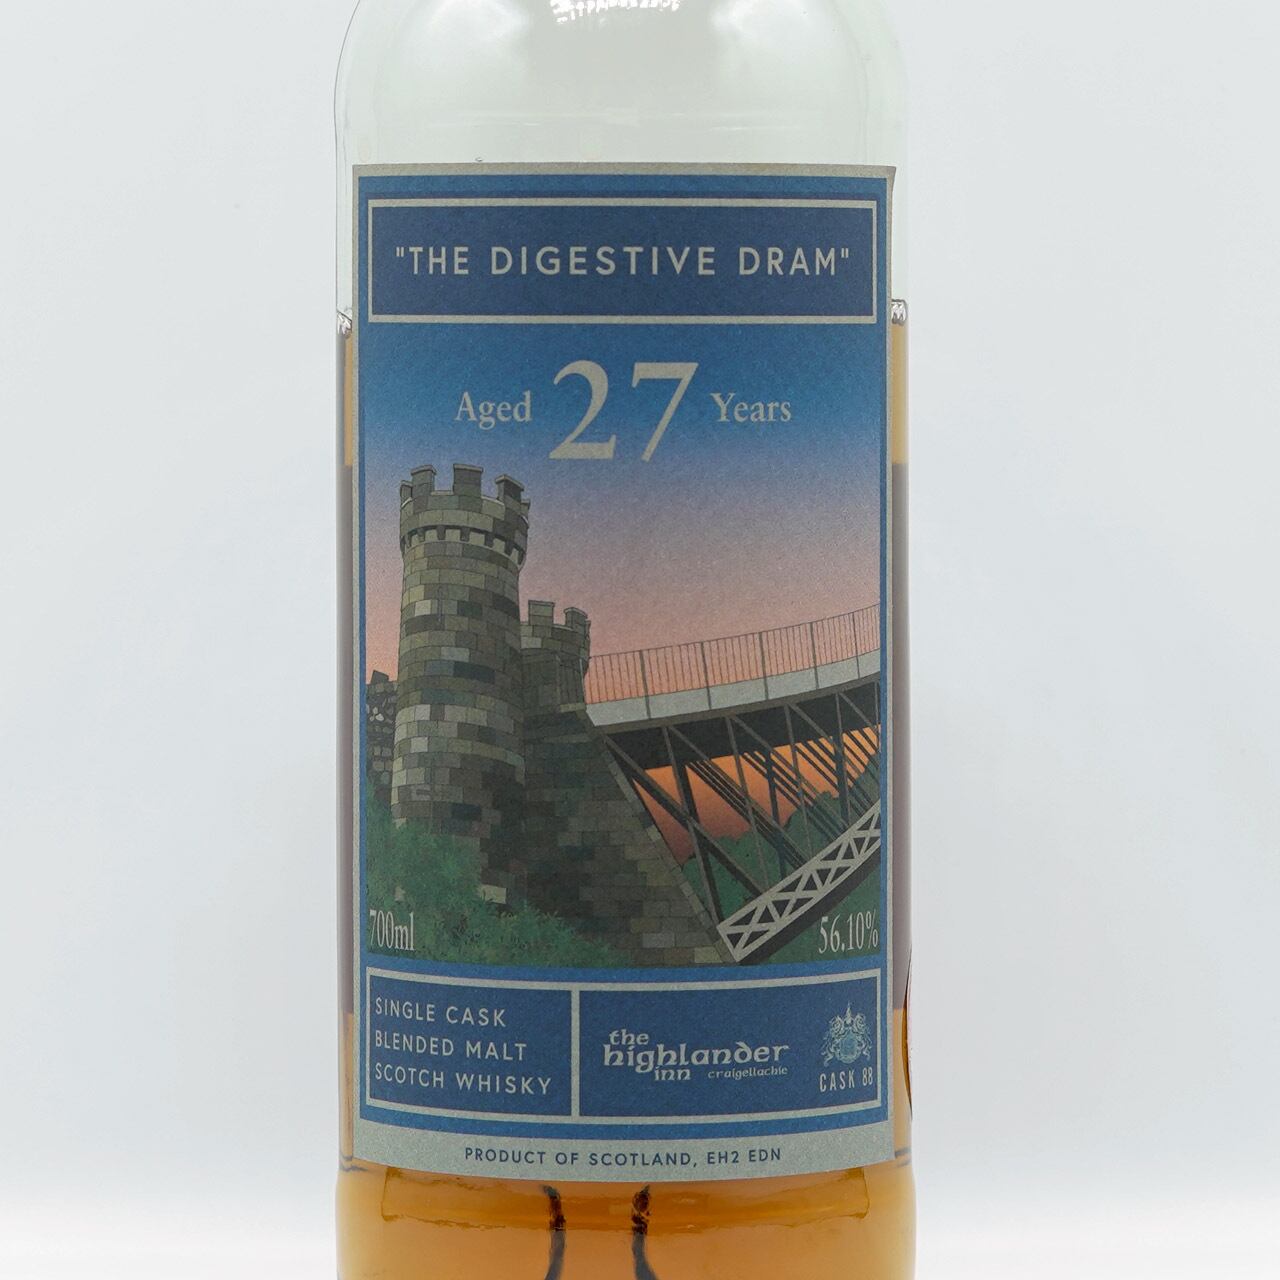 "THE DIGESTIVE DRAM"
Aged 27 Years
700ml
56.10%
SINGLE CASK
BLENDED MALT
SCOTCH WHISKY
the
highlander
inn craigellachie
CASK 88
PRODUCT OF SCOTLAND, EH2 EDN